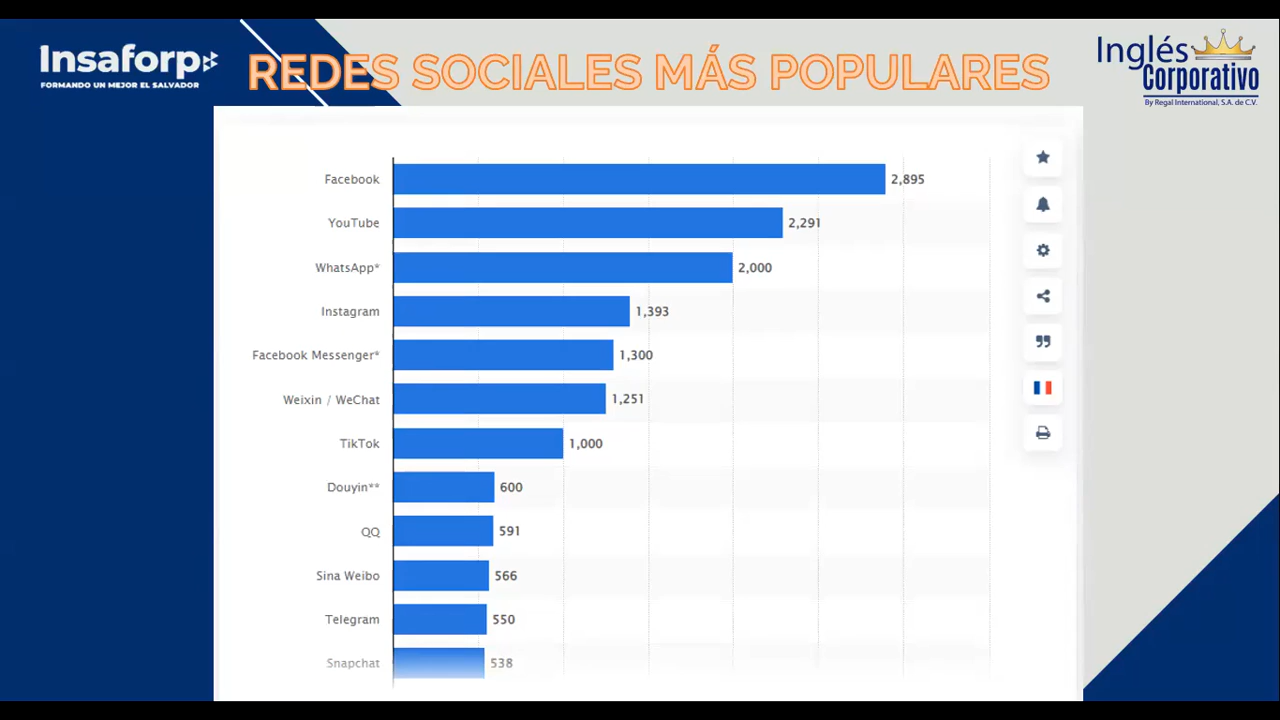 Insaforp
FORMANDO UN MEJOR EL SALVADOR
REDES SOCIALES MÁS POPULARES
Inglés
Corporativo
By Regal International, S.A. de C.V.
Facebook 2,895
YouTube 2,291
WhatsApp* 2,000
Instagram 1,393
Facebook Messenger* 1,300
Weixin / WeChat 1,251
TikTok 1,000
Douyin** 600
QQ 591
Sina Weibo 566
Telegram 550
Snapchat 538